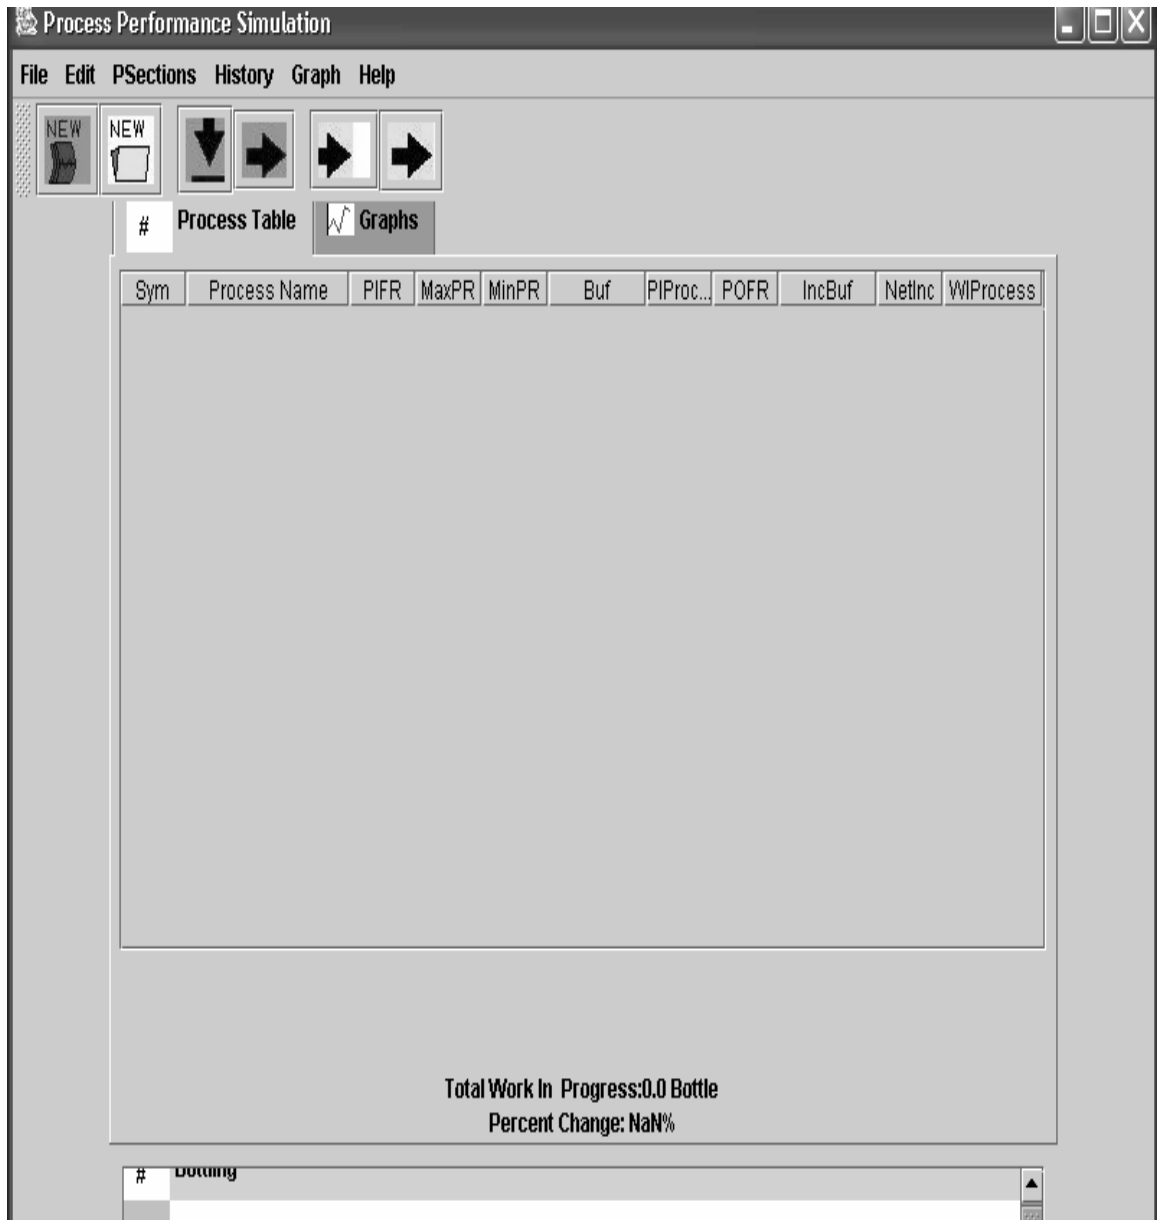 Process Performance Simulation
File Edit PSections History Graph Help
NEW NEW
# Process Table Graphs
Sym Process Name PIFR MaxPR MinPR Buf PIProc... POFR IncBuf NetInc WIProcess
Total Work In Progress:0.0 Bottle
Percent Change: NaN%
# Bottling